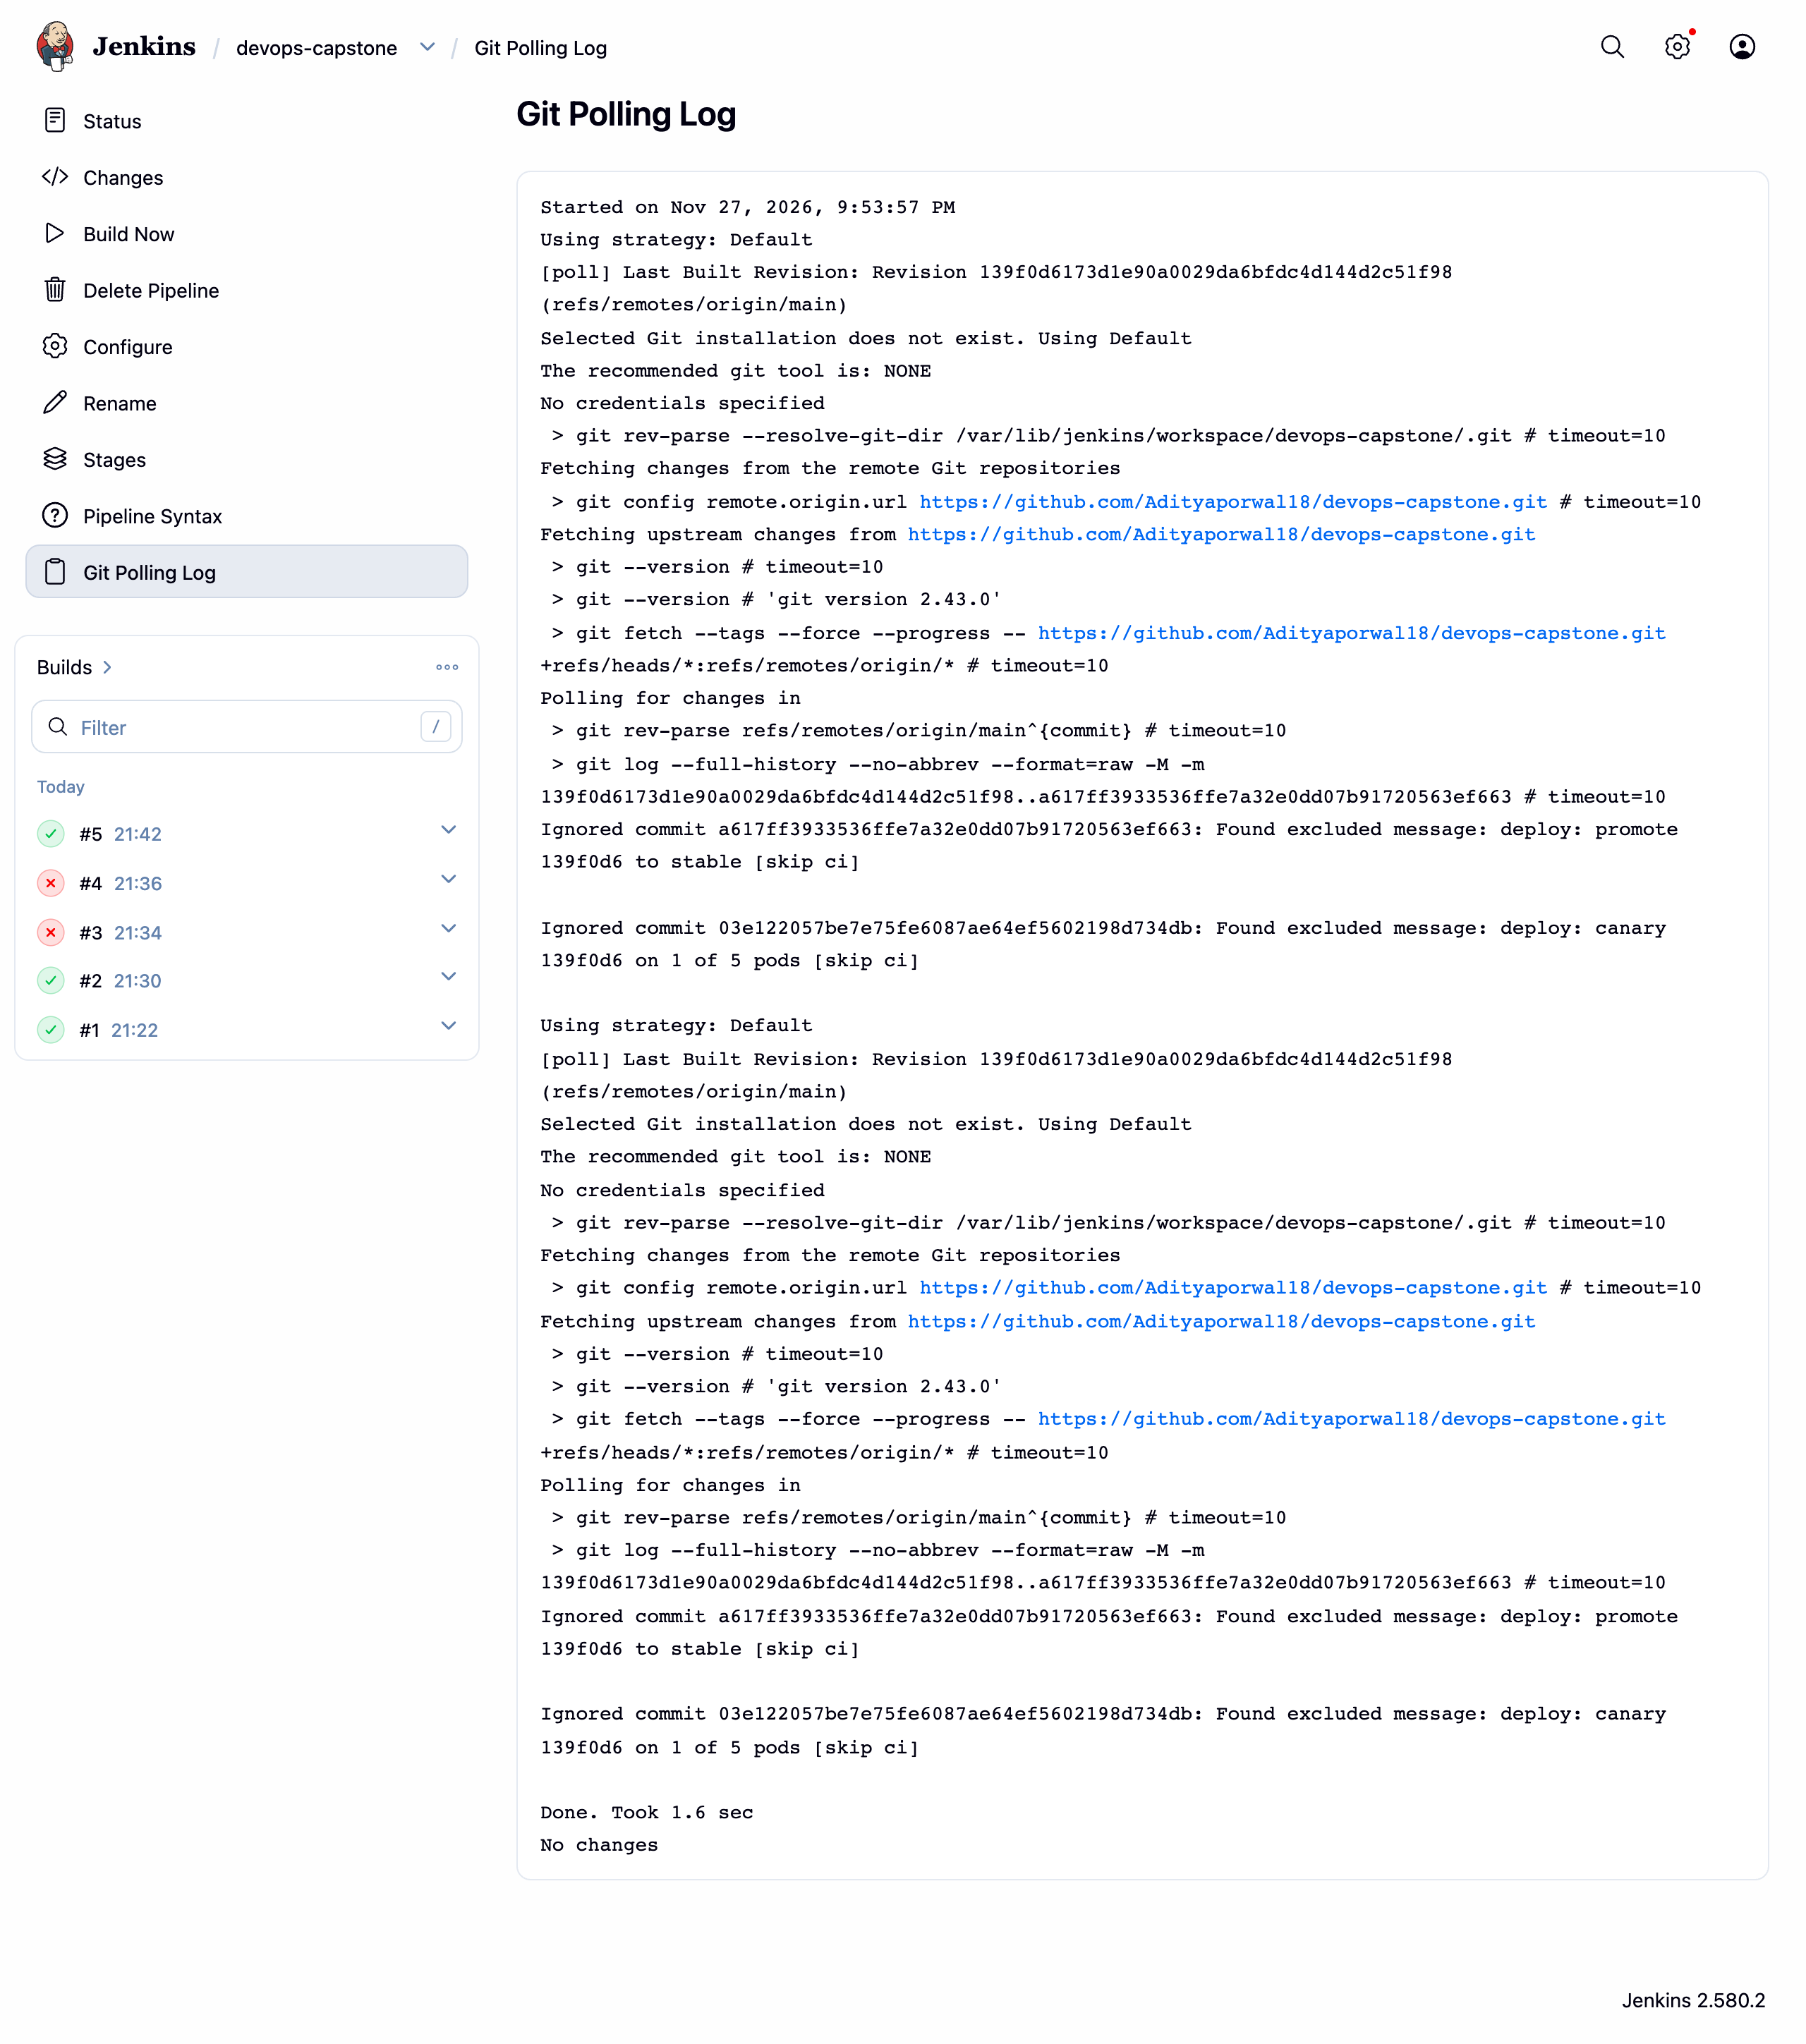 Jenkins / devops-capstone / Git Polling Log
Status
Changes
Build Now
Delete Pipeline
Configure
Rename
Stages
Pipeline Syntax
Git Polling Log
Builds
Filter /
Today
#5 21:42
#4 21:36
#3 21:34
#2 21:30
#1 21:22
Git Polling Log
Started on Nov 27, 2026, 9:53:57 PM
Using strategy: Default
[poll] Last Built Revision: Revision 139f0d6173d1e90a0029da6bfdc4d144d2c51f98
(refs/remotes/origin/main)
Selected Git installation does not exist. Using Default
The recommended git tool is: NONE
No credentials specified
> git rev-parse --resolve-git-dir /var/lib/jenkins/workspace/devops-capstone/.git # timeout=10
Fetching changes from the remote Git repositories
> git config remote.origin.url https://github.com/Adityaporwal18/devops-capstone.git # timeout=10
Fetching upstream changes from https://github.com/Adityaporwal18/devops-capstone.git
> git --version # timeout=10
> git --version # 'git version 2.43.0'
> git fetch --tags --force --progress -- https://github.com/Adityaporwal18/devops-capstone.git
+refs/heads/*:refs/remotes/origin/* # timeout=10
Polling for changes in
> git rev-parse refs/remotes/origin/main^{commit} # timeout=10
> git log --full-history --no-abbrev --format=raw -M -m
139f0d6173d1e90a0029da6bfdc4d144d2c51f98..a617ff3933536ffe7a32e0dd07b91720563ef663 # timeout=10
Ignored commit a617ff3933536ffe7a32e0dd07b91720563ef663: Found excluded message: deploy: promote
139f0d6 to stable [skip ci]
Ignored commit 03e122057be7e75fe6087ae64ef5602198d734db: Found excluded message: deploy: canary
139f0d6 on 1 of 5 pods [skip ci]
Using strategy: Default
[poll] Last Built Revision: Revision 139f0d6173d1e90a0029da6bfdc4d144d2c51f98
(refs/remotes/origin/main)
Selected Git installation does not exist. Using Default
The recommended git tool is: NONE
No credentials specified
> git rev-parse --resolve-git-dir /var/lib/jenkins/workspace/devops-capstone/.git # timeout=10
Fetching changes from the remote Git repositories
> git config remote.origin.url https://github.com/Adityaporwal18/devops-capstone.git # timeout=10
Fetching upstream changes from https://github.com/Adityaporwal18/devops-capstone.git
> git --version # timeout=10
> git --version # 'git version 2.43.0'
> git fetch --tags --force --progress -- https://github.com/Adityaporwal18/devops-capstone.git
+refs/heads/*:refs/remotes/origin/* # timeout=10
Polling for changes in
> git rev-parse refs/remotes/origin/main^{commit} # timeout=10
> git log --full-history --no-abbrev --format=raw -M -m
139f0d6173d1e90a0029da6bfdc4d144d2c51f98..a617ff3933536ffe7a32e0dd07b91720563ef663 # timeout=10
Ignored commit a617ff3933536ffe7a32e0dd07b91720563ef663: Found excluded message: deploy: promote
139f0d6 to stable [skip ci]
Ignored commit 03e122057be7e75fe6087ae64ef5602198d734db: Found excluded message: deploy: canary
139f0d6 on 1 of 5 pods [skip ci]
Done. Took 1.6 sec
No changes
Jenkins 2.580.2